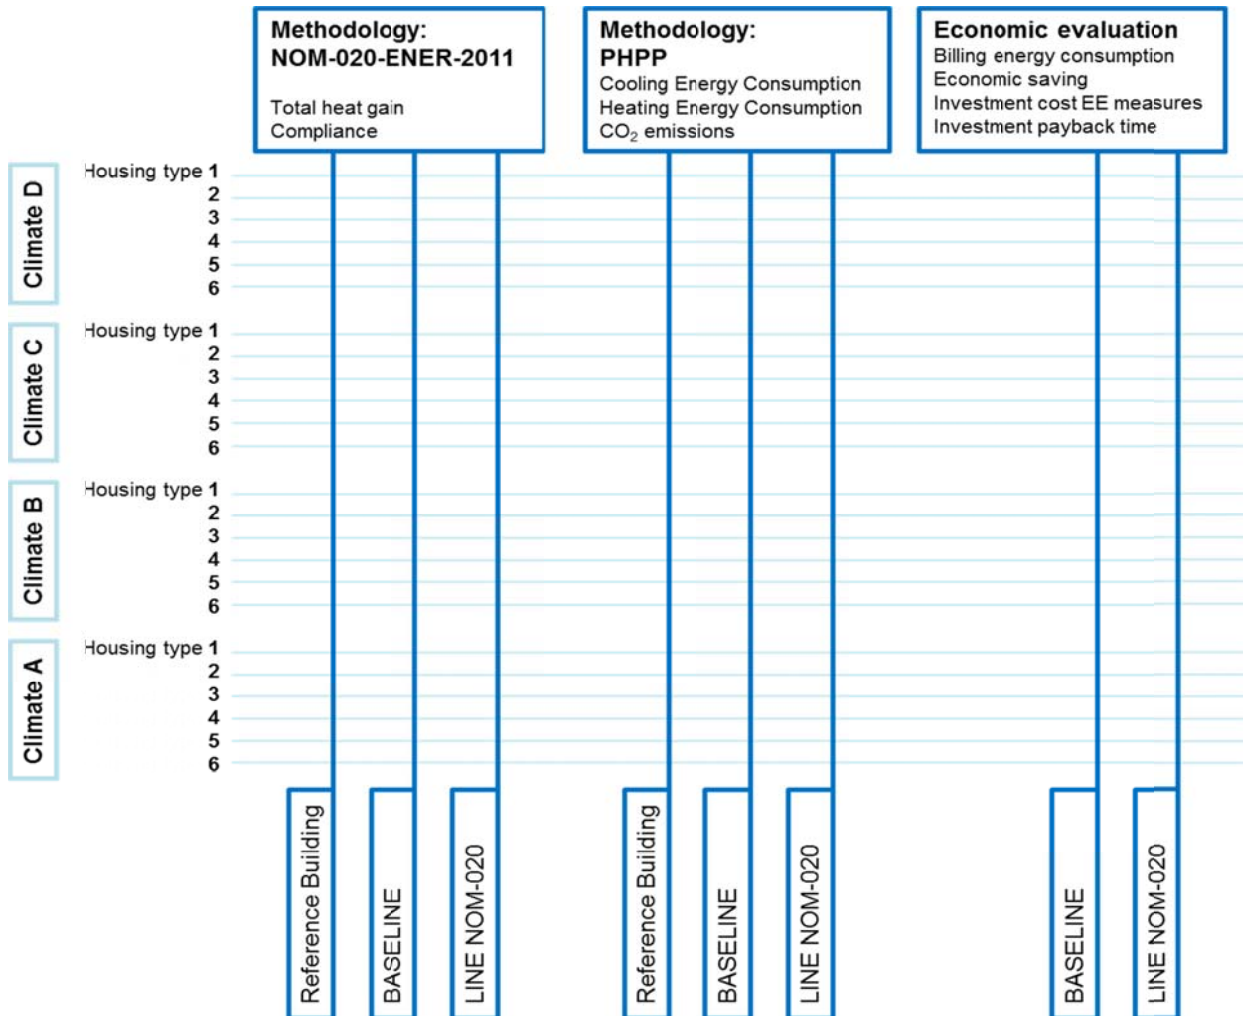 Methodology:
NOM-020-ENER-2011
Total heat gain
Compliance
Methodology:
PHPP
Cooling Energy Consumption
Heating Energy Consumption
CO₂ emissions
Economic evaluation
Billing energy consumption
Economic saving
Investment cost EE measures
Investment payback time
Climate D
Housing type 1
2
3
4
5
6
Climate C
Housing type 1
2
3
4
5
6
Climate B
Housing type 1
2
3
4
5
6
Climate A
Housing type 1
2
3
4
5
6
Reference Building
BASELINE
LINE NOM-020
Reference Building
BASELINE
LINE NOM-020
BASELINE
LINE NOM-020